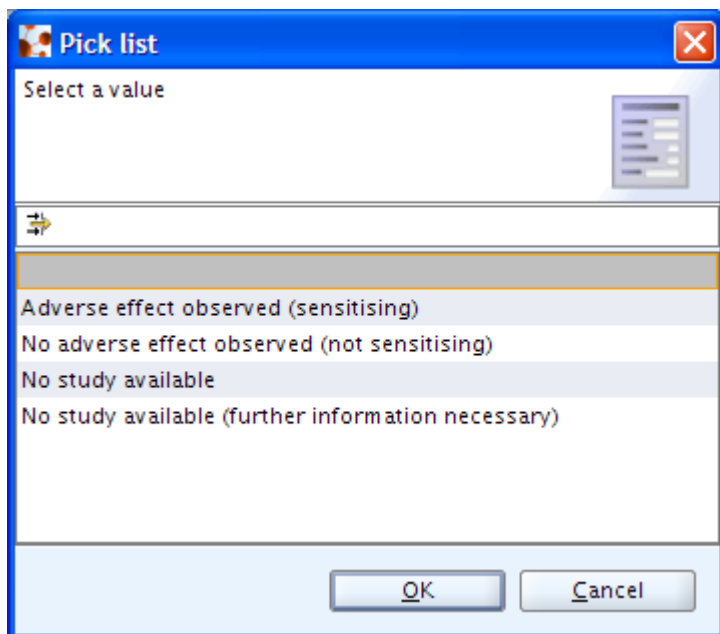 Pick list
Select a value
Adverse effect observed (sensitising)
No adverse effect observed (not sensitising)
No study available
No study available (further information necessary)
OK
Cancel